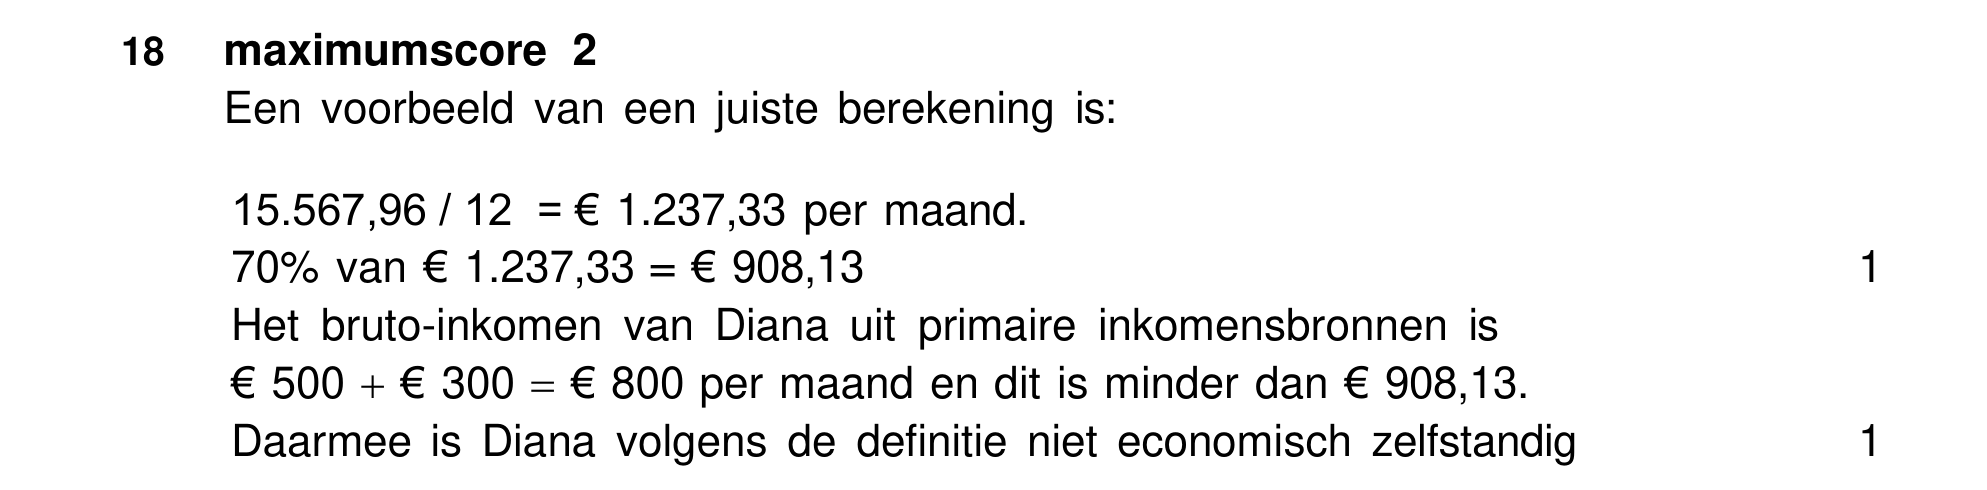 18 maximumscore 2
Een voorbeeld van een juiste berekening is:
15.567,96 / 12 = € 1.237,33 per maand.
70% van € 1.237,33 = € 908,13 1
Het bruto-inkomen van Diana uit primaire inkomensbronnen is
€ 500 + € 300 = € 800 per maand en dit is minder dan € 908,13.
Daarmee is Diana volgens de definitie niet economisch zelfstandig 1